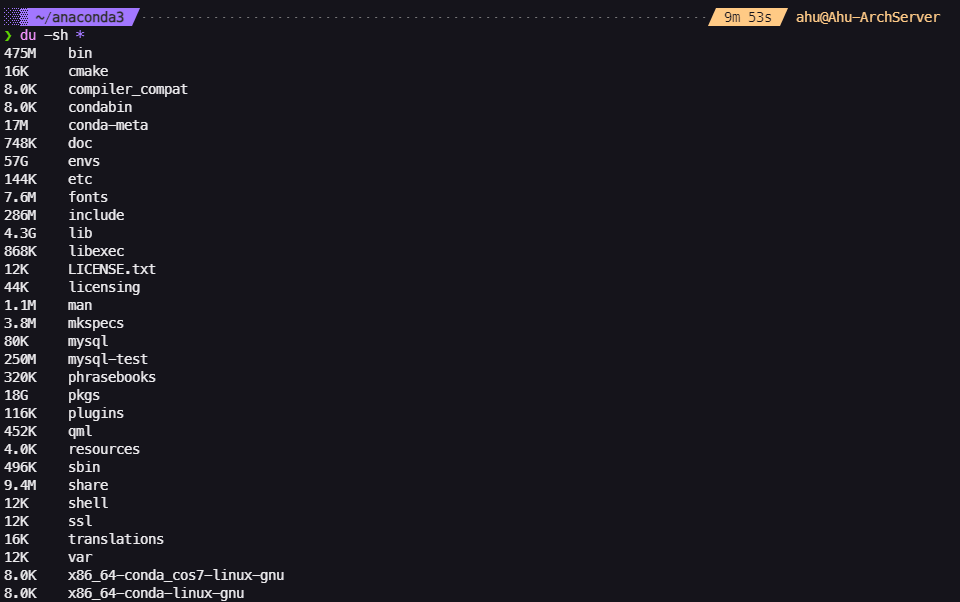 ~/anaconda3 9m 53s ahu@Ahu-ArchServer
❯ du -sh *
475M bin
16K cmake
8.0K compiler_compat
8.0K condabin
17M conda-meta
748K doc
57G envs
144K etc
7.6M fonts
286M include
4.3G lib
868K libexec
12K LICENSE.txt
44K licensing
1.1M man
3.8M mkspecs
80K mysql
250M mysql-test
320K phrasebooks
18G pkgs
116K plugins
452K qml
4.0K resources
496K sbin
9.4M share
12K shell
12K ssl
16K translations
12K var
8.0K x86_64-conda_cos7-linux-gnu
8.0K x86_64-conda-linux-gnu